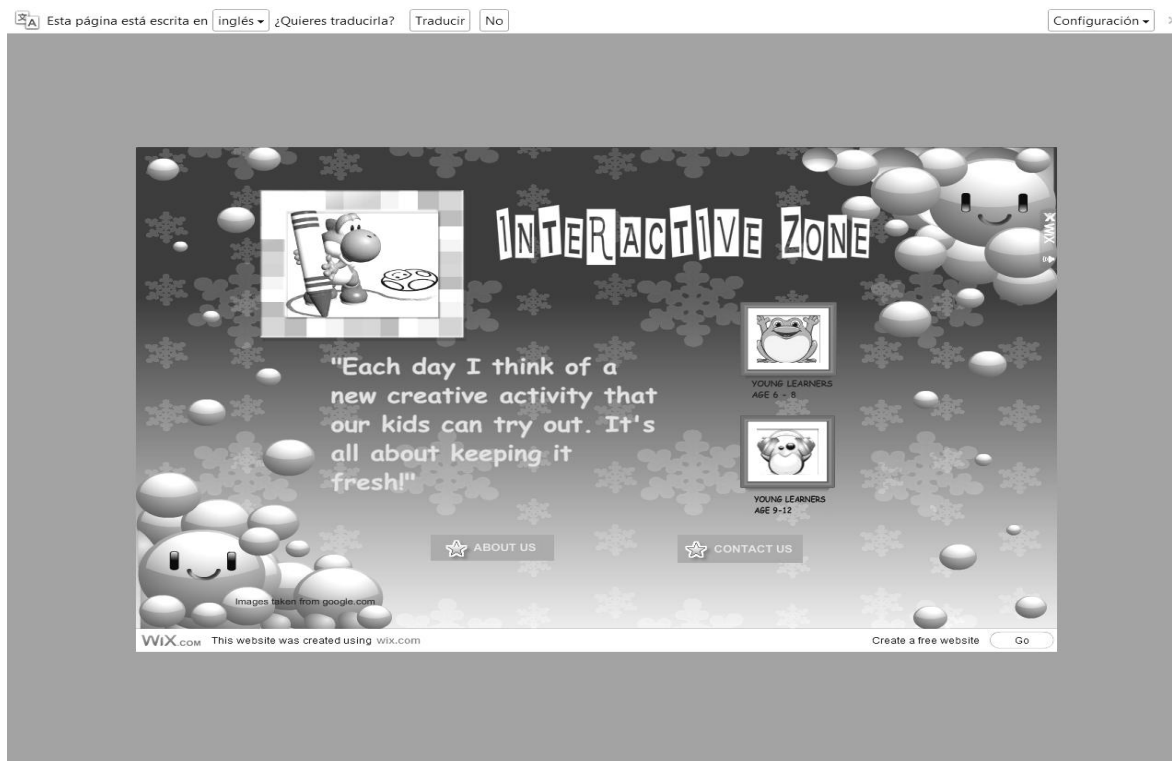 Esta página está escrita en inglés ¿Quieres traducirla? Traducir No Configuración
INTERACTIVE ZONE
WiX
"Each day I think of a
new creative activity that
our kids can try out. It's
all about keeping it
fresh!"
YOUNG LEARNERS
AGE 6 - 8
YOUNG LEARNERS
AGE 9-12
ABOUT US
CONTACT US
Images taken from google.com
WiX.COM This website was created using wix.com Create a free website Go